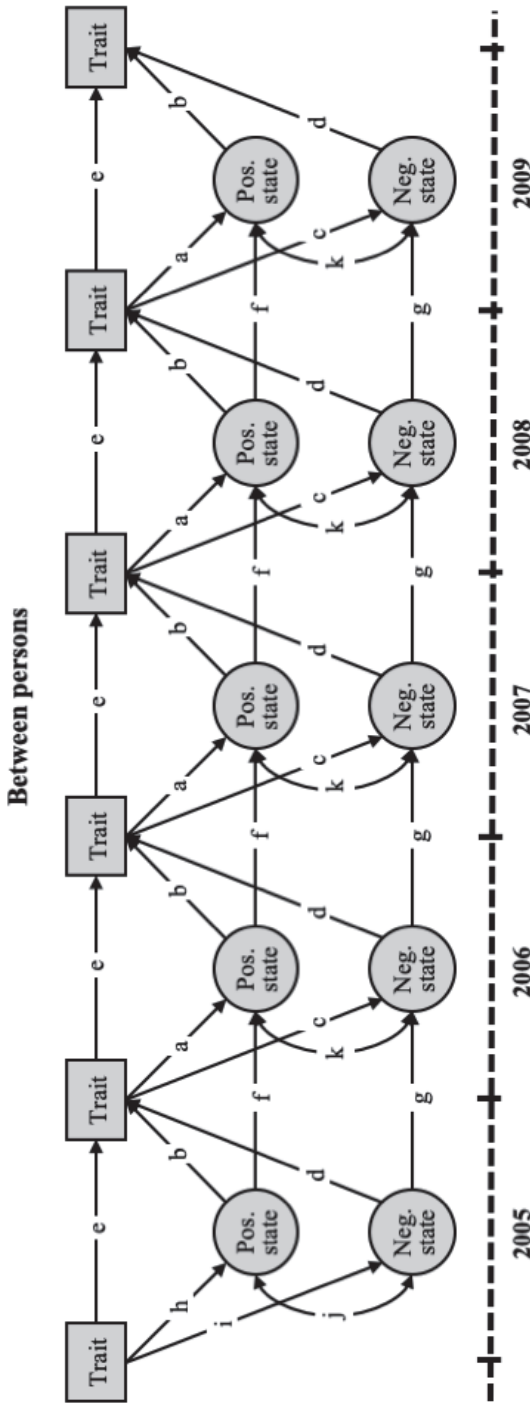 Between persons
Trait
e
Trait
e
Trait
e
Trait
e
Trait
e
Trait
h
b
a
b
a
b
a
b
a
b
i
Pos.
state
f
Pos.
state
f
Pos.
state
f
Pos.
state
f
Pos.
state
d
c
d
c
d
c
d
c
d
j
k
k
k
k
Neg.
state
g
Neg.
state
g
Neg.
state
g
Neg.
state
g
Neg.
state
2005
2006
2007
2008
2009